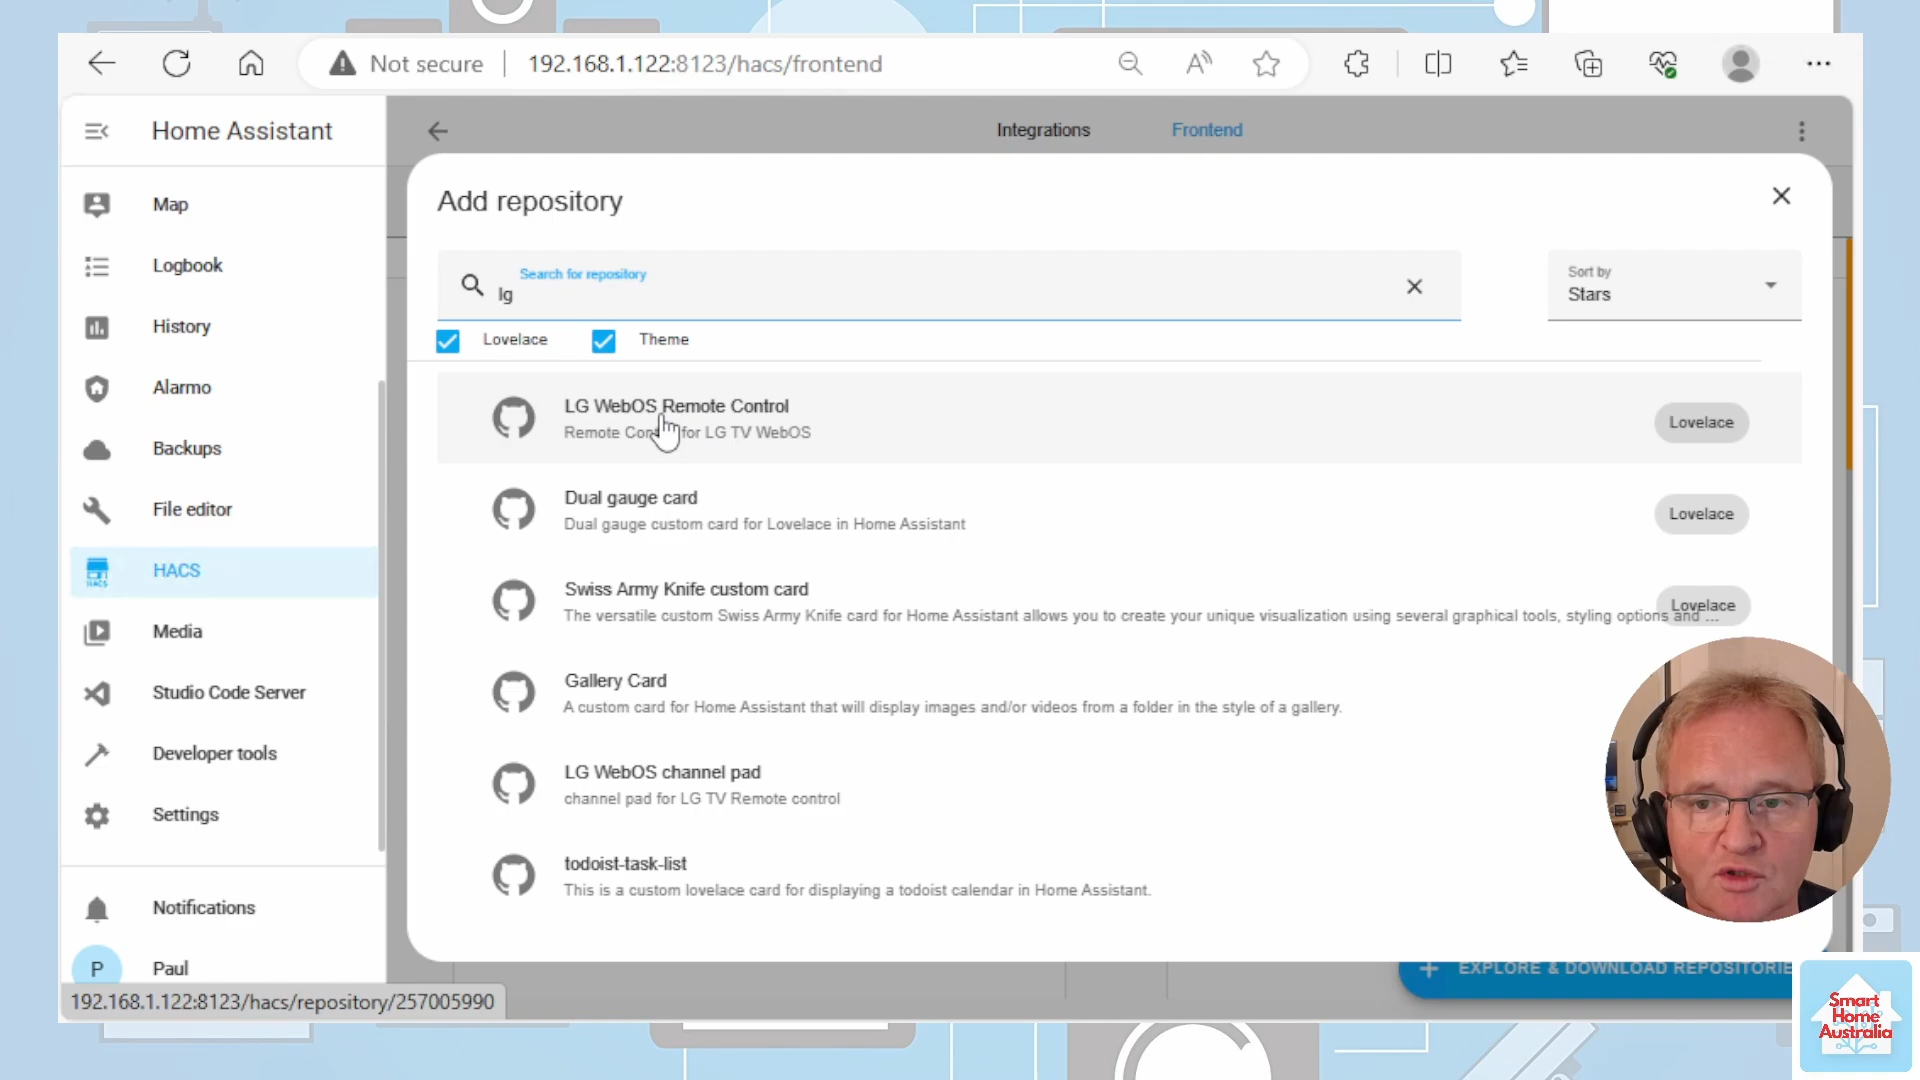 Not secure
192.168.1.122:8123/hacs/frontend
Home Assistant
Integrations
Frontend
Map
Logbook
History
Alarmo
Backups
File editor
HACS
HACS
Media
Studio Code Server
Developer tools
Settings
Notifications
P
Paul
192.168.1.122:8123/hacs/repository/257005990
Add repository
Search for repository
lg
Sort by
Stars
Lovelace
Theme
LG WebOS Remote Control
Remote Con for LG TV WebOS
Lovelace
Dual gauge card
Dual gauge custom card for Lovelace in Home Assistant
Lovelace
Swiss Army Knife custom card
The versatile custom Swiss Army Knife card for Home Assistant allows you to create your unique visualization using several graphical tools, styling options and ...
Lovelace
Gallery Card
A custom card for Home Assistant that will display images and/or videos from a folder in the style of a gallery.
LG WebOS channel pad
channel pad for LG TV Remote control
todoist-task-list
This is a custom lovelace card for displaying a todoist calendar in Home Assistant.
EXPLORE & DOWNLOAD REPOSITORIE
Smart
Home
Australia